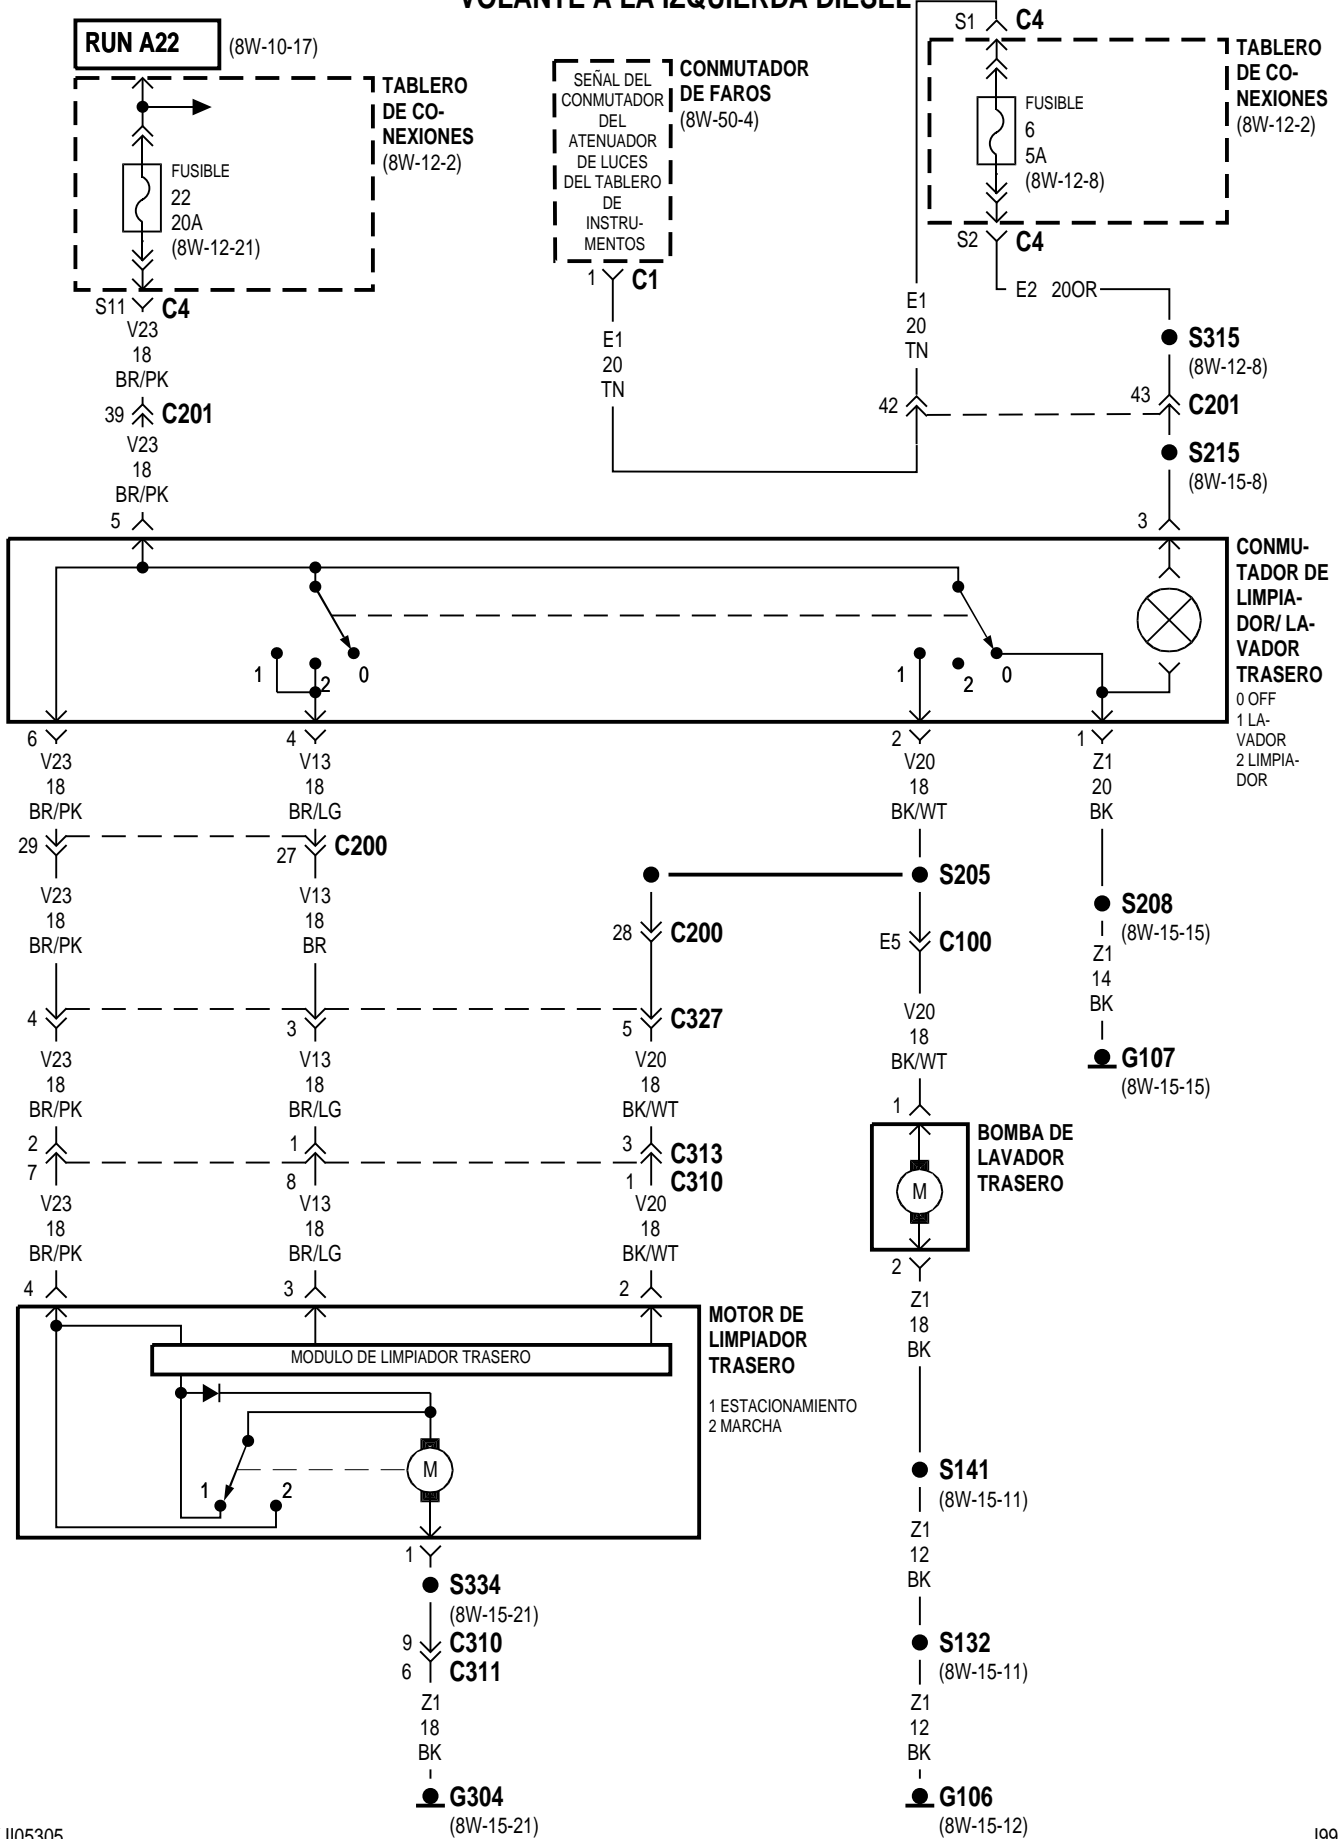 VOLANTE A LA IZQUIERDA DIESEL
RUN A22
(8W-10-17)
TABLERO
DE CO-
NEXIONES
(8W-12-2)
FUSIBLE
22
20A
(8W-12-21)
S11
C4
V23
18
BR/PK
39
C201
V23
18
BR/PK
5
SEÑAL DEL
CONMUTADOR
DEL
ATENUADOR
DE LUCES
DEL TABLERO
DE
INSTRU-
MENTOS
CONMUTADOR
DE FAROS
(8W-50-4)
1
C1
E1
20
TN
S1
C4
TABLERO
DE CO-
NEXIONES
(8W-12-2)
FUSIBLE
6
5A
(8W-12-8)
S2
C4
E2 20OR
E1
20
TN
S315
(8W-12-8)
42
43
C201
S215
(8W-15-8)
3
CONMU-
TADOR DE
LIMPIA-
DOR/ LA-
VADOR
TRASERO
0 OFF
1 LA-
VADOR
2 LIMPIA-
DOR
1
2
0
1
2
0
6
4
2
1
V23
18
BR/PK
V13
18
BR/LG
V20
18
BK/WT
Z1
20
BK
29
27
C200
S205
S208
(8W-15-15)
V23
18
BR/PK
V13
18
BR
28
C200
E5
C100
Z1
14
BK
4
3
5
C327
V20
18
BK/WT
G107
(8W-15-15)
V23
18
BR/PK
V13
18
BR/LG
V20
18
BK/WT
1
2
1
3
C313
7
8
1
C310
BOMBA DE
LAVADOR
TRASERO
M
V23
18
BR/PK
V13
18
BR/LG
V20
18
BK/WT
2
4
3
2
Z1
18
BK
MOTOR DE
LIMPIADOR
TRASERO
MODULO DE LIMPIADOR TRASERO
1 ESTACIONAMIENTO
2 MARCHA
M
1
2
S141
(8W-15-11)
1
Z1
12
BK
S334
(8W-15-21)
9
C310
6
C311
S132
(8W-15-11)
Z1
18
BK
Z1
12
BK
G304
(8W-15-21)
G106
(8W-15-12)
JJ05305
J99